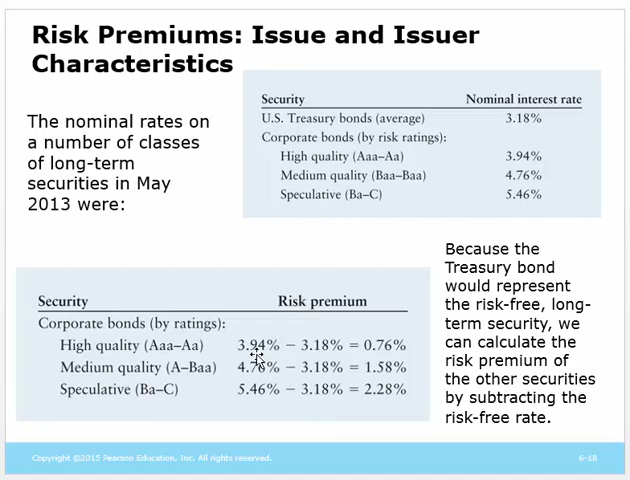 Risk Premiums: Issue and Issuer
Characteristics
The nominal rates on
a number of classes
of long-term
securities in May
2013 were:
Security Nominal interest rate
U.S. Treasury bonds (average) 3.18%
Corporate bonds (by risk ratings):
High quality (Aaa–Aa) 3.94%
Medium quality (Baa–Baa) 4.76%
Speculative (Ba–C) 5.46%
Security Risk premium
Corporate bonds (by ratings):
High quality (Aaa–Aa) 3.94% − 3.18% = 0.76%
Medium quality (A–Baa) 4.76% − 3.18% = 1.58%
Speculative (Ba–C) 5.46% − 3.18% = 2.28%
Because the
Treasury bond
would represent
the risk-free, long-
term security, we
can calculate the
risk premium of
the other securities
by subtracting the
risk-free rate.
Copyright ©2015 Pearson Education, Inc. All rights reserved. 6-18